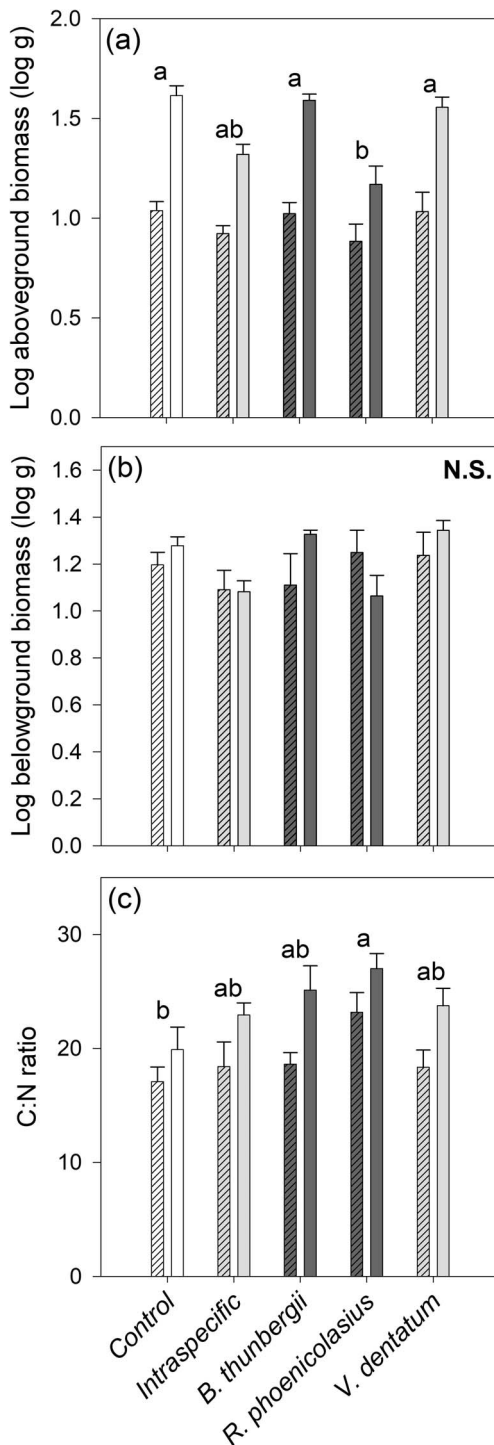 (a)
Log aboveground biomass (log g)
2.0
1.5
1.0
0.5
0.0
a
ab
a
b
a
(b)
N.S.
Log belowground biomass (log g)
1.6
1.4
1.2
1.0
0.8
0.6
0.4
0.2
0.0
(c)
C:N ratio
30
20
10
0
b
ab
ab
a
ab
Control
Intraspecific
B. thunbergii
R. phoenicolasius
V. dentatum